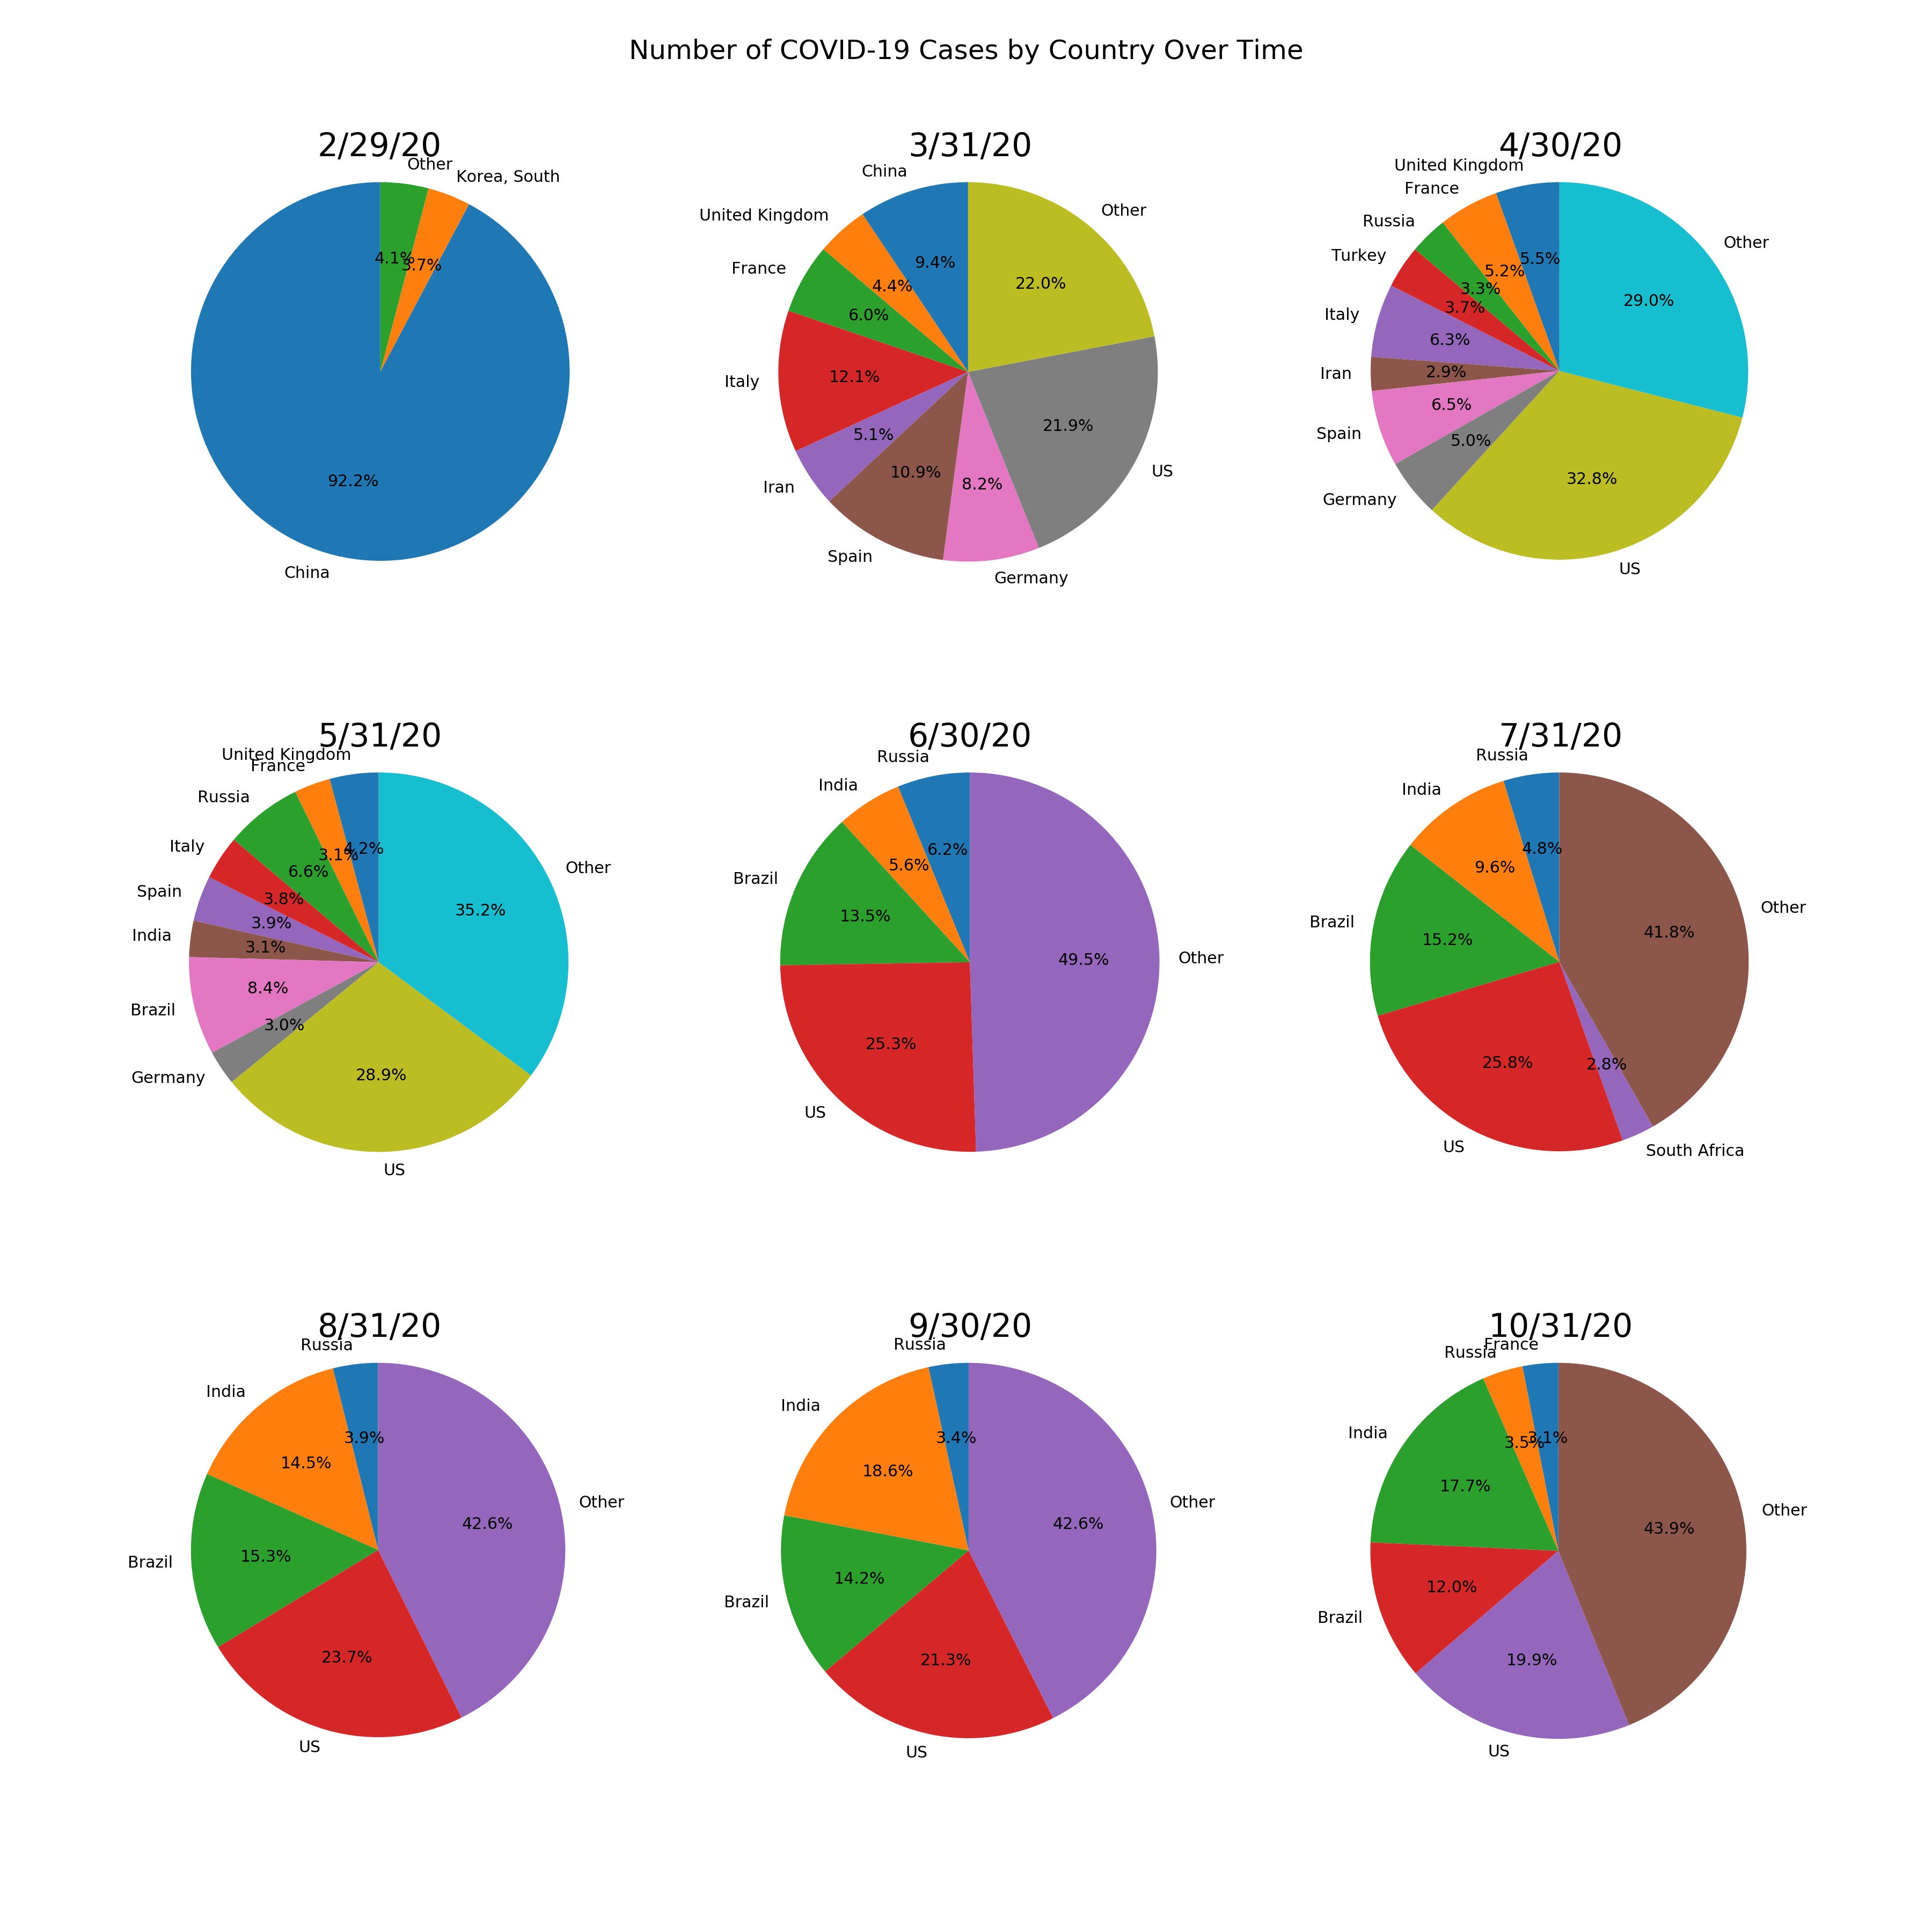 Number of COVID-19 Cases by Country Over Time
2/29/20
Other
Korea, South
4.1%
3.7%
92.2%
China
3/31/20
China
United Kingdom
Other
France
9.4%
4.4%
22.0%
6.0%
Italy
12.1%
5.1%
21.9%
10.9%
8.2%
US
Iran
Spain
Germany
4/30/20
United Kingdom
France
Russia
Other
Turkey
5.5%
5.2%
3.3%
29.0%
3.7%
Italy
6.3%
Iran
2.9%
6.5%
Spain
5.0%
32.8%
Germany
US
5/31/20
United Kingdom
France
Russia
Italy
4.2%
3.1%
Other
6.6%
3.8%
Spain
3.9%
35.2%
India
3.1%
8.4%
Brazil
3.0%
28.9%
Germany
US
6/30/20
Russia
India
6.2%
5.6%
Brazil
13.5%
49.5%
Other
25.3%
US
7/31/20
Russia
India
4.8%
9.6%
Other
Brazil
15.2%
41.8%
25.8%
2.8%
US
South Africa
8/31/20
Russia
India
3.9%
14.5%
Other
42.6%
Brazil
15.3%
23.7%
US
9/30/20
Russia
India
3.4%
18.6%
Other
42.6%
14.2%
Brazil
21.3%
US
10/31/20
France
Russia
India
3.1%
3.5%
17.7%
Other
43.9%
12.0%
Brazil
19.9%
US